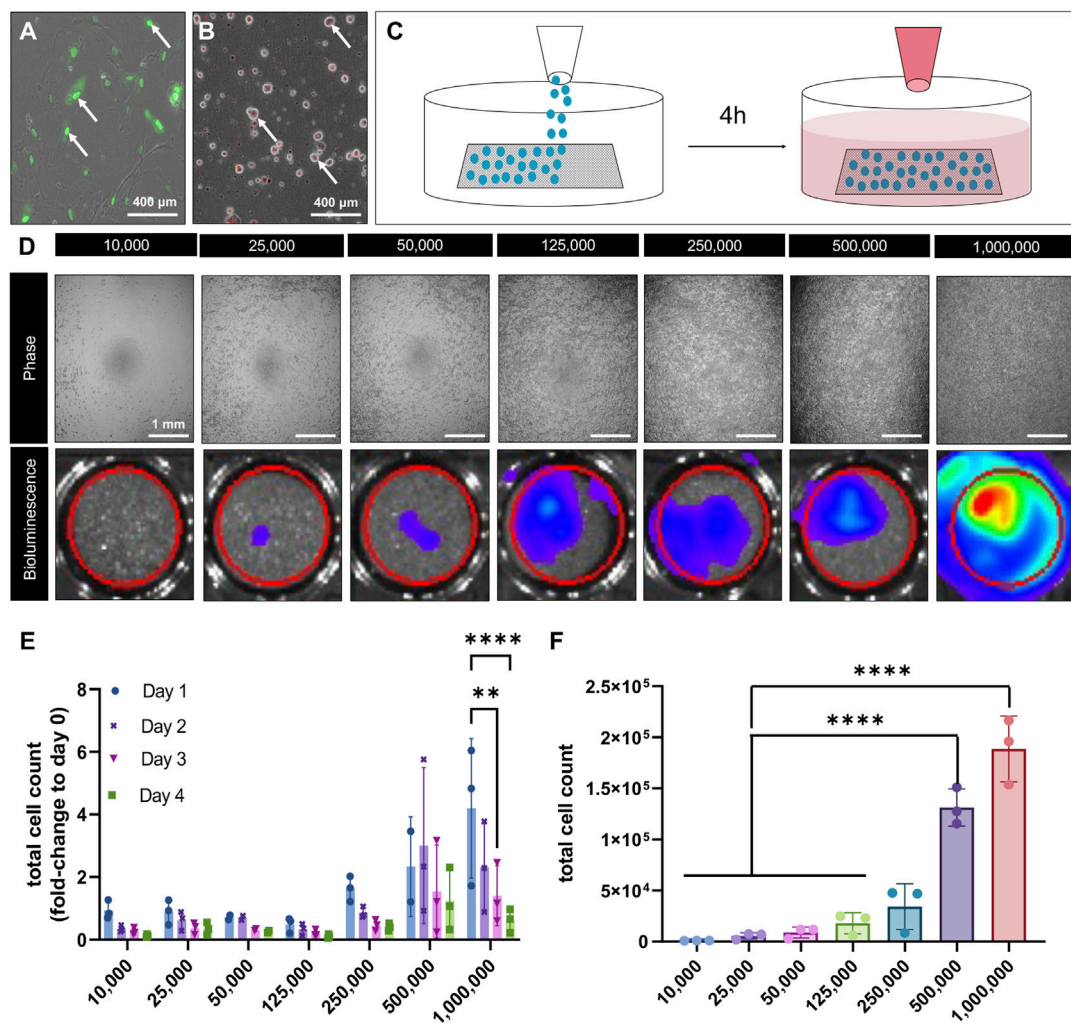 A
B
C
400 µm
400 µm
4h
D
10,000
25,000
50,000
125,000
250,000
500,000
1,000,000
Phase
1 mm
Bioluminescence
E
total cell count
(fold-change to day 0)
8
6
4
2
0
Day 1
Day 2
Day 3
Day 4
****
**
10,000
25,000
50,000
125,000
250,000
500,000
1,000,000
F
total cell count
2.5×10⁵
2×10⁵
1.5×10⁵
1×10⁵
5×10⁴
0
****
****
10,000
25,000
50,000
125,000
250,000
500,000
1,000,000